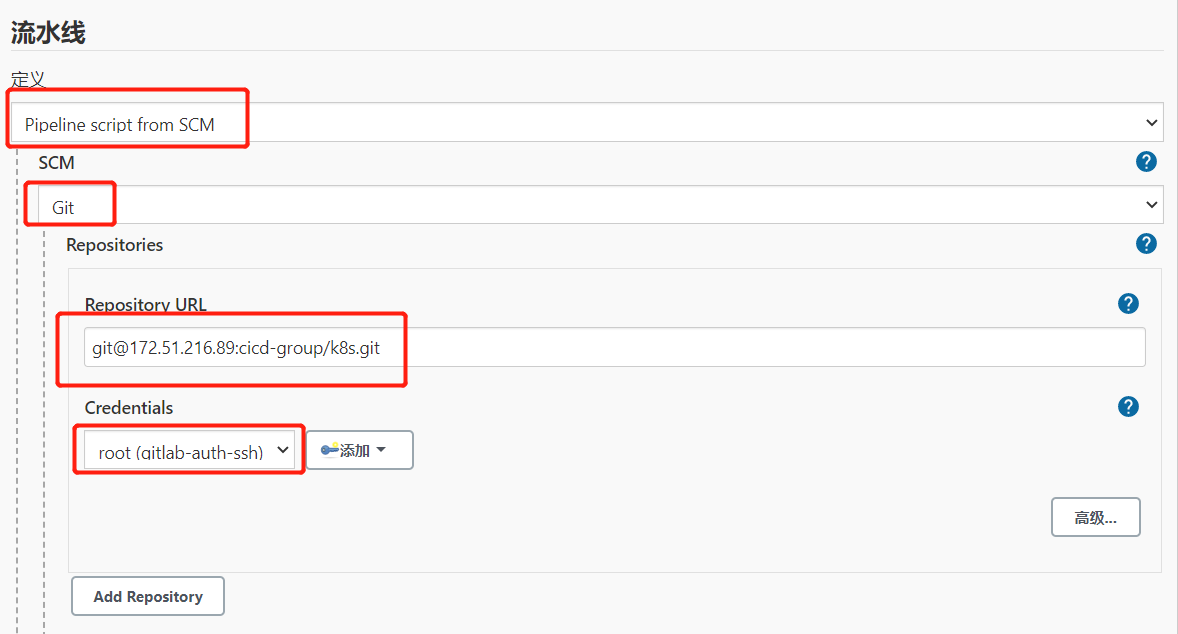 流水线
定义
Pipeline script from SCM
SCM
?
Git
?
Repositories
?
Repository URL
?
git@172.51.216.89:cicd-group/k8s.git
Credentials
?
root (gitlab-auth-ssh)
添加
高级...
Add Repository